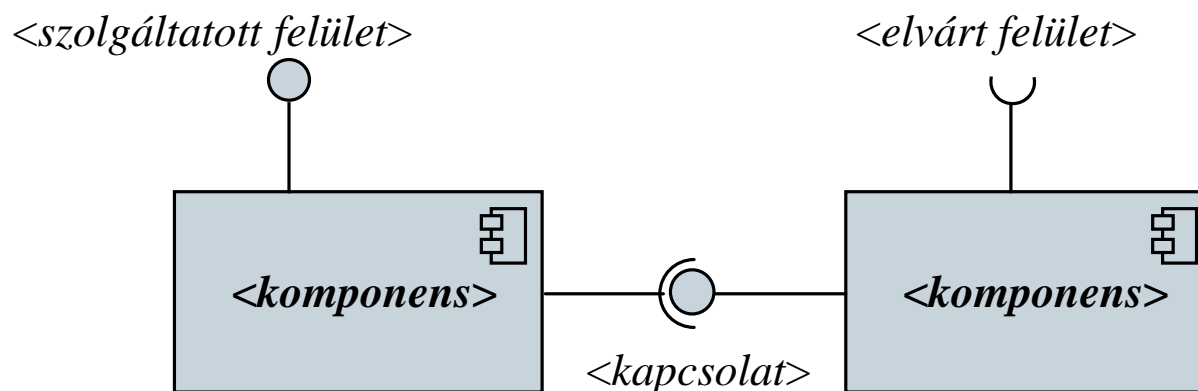 <szolgáltatott felület>
<elvárt felület>
<komponens>
<komponens>
<kapcsolat>